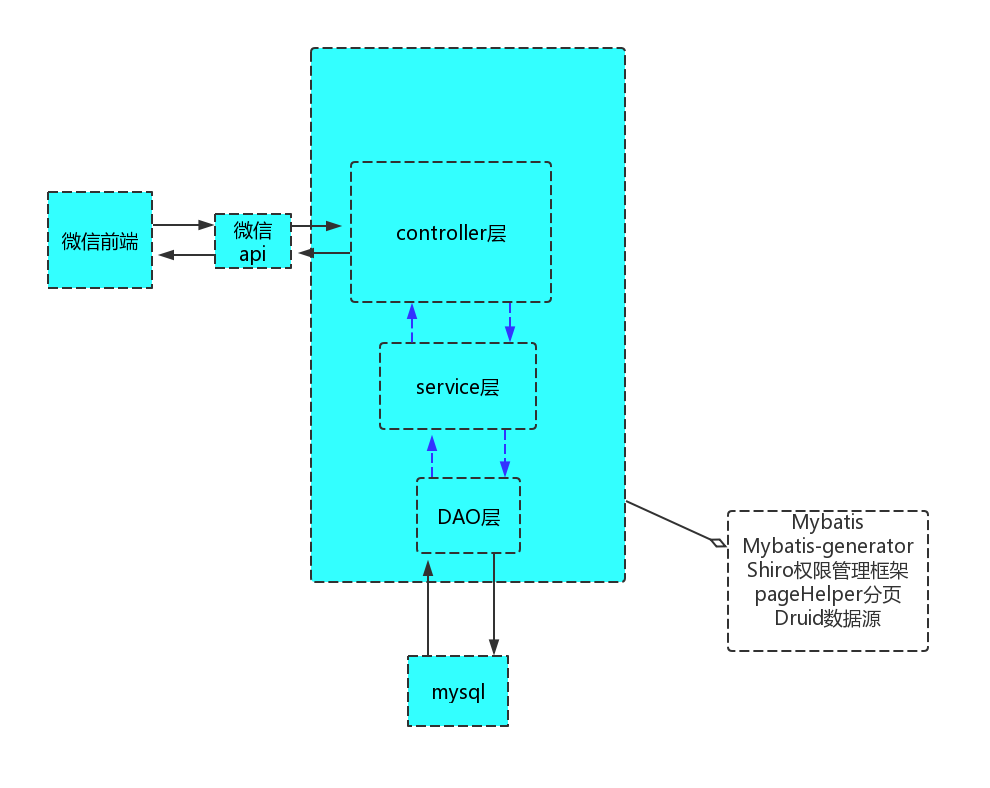 微信前端
微信
api
controller层
service层
DAO层
mysql
Mybatis
Mybatis-generator
Shiro权限管理框架
pageHelper分页
Druid数据源